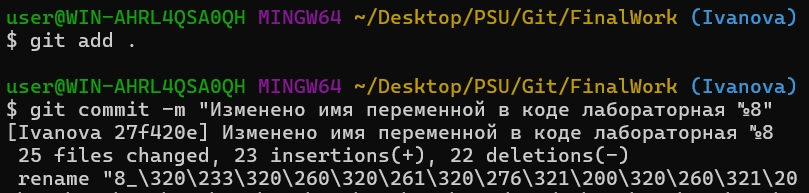 user@WIN-AHRL4QSA0QH MINGW64 ~/Desktop/PSU/Git/FinalWork (Ivanova)
$ git add .
user@WIN-AHRL4QSA0QH MINGW64 ~/Desktop/PSU/Git/FinalWork (Ivanova)
$ git commit -m "Изменено имя переменной в коде лабораторная №8"
[Ivanova 27f420e] Изменено имя переменной в коде лабораторная №8
25 files changed, 23 insertions(+), 22 deletions(-)
rename "8_\320\233\320\260\320\261\320\276\321\200\320\260\321\20